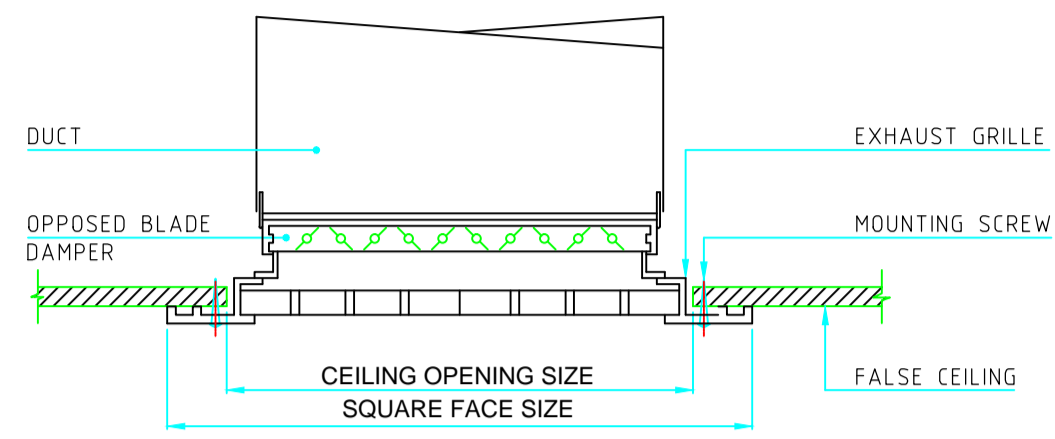 DUCT
EXHAUST GRILLE
OPPOSED BLADE
DAMPER
MOUNTING SCREW
CEILING OPENING SIZE
FALSE CEILING
SQUARE FACE SIZE